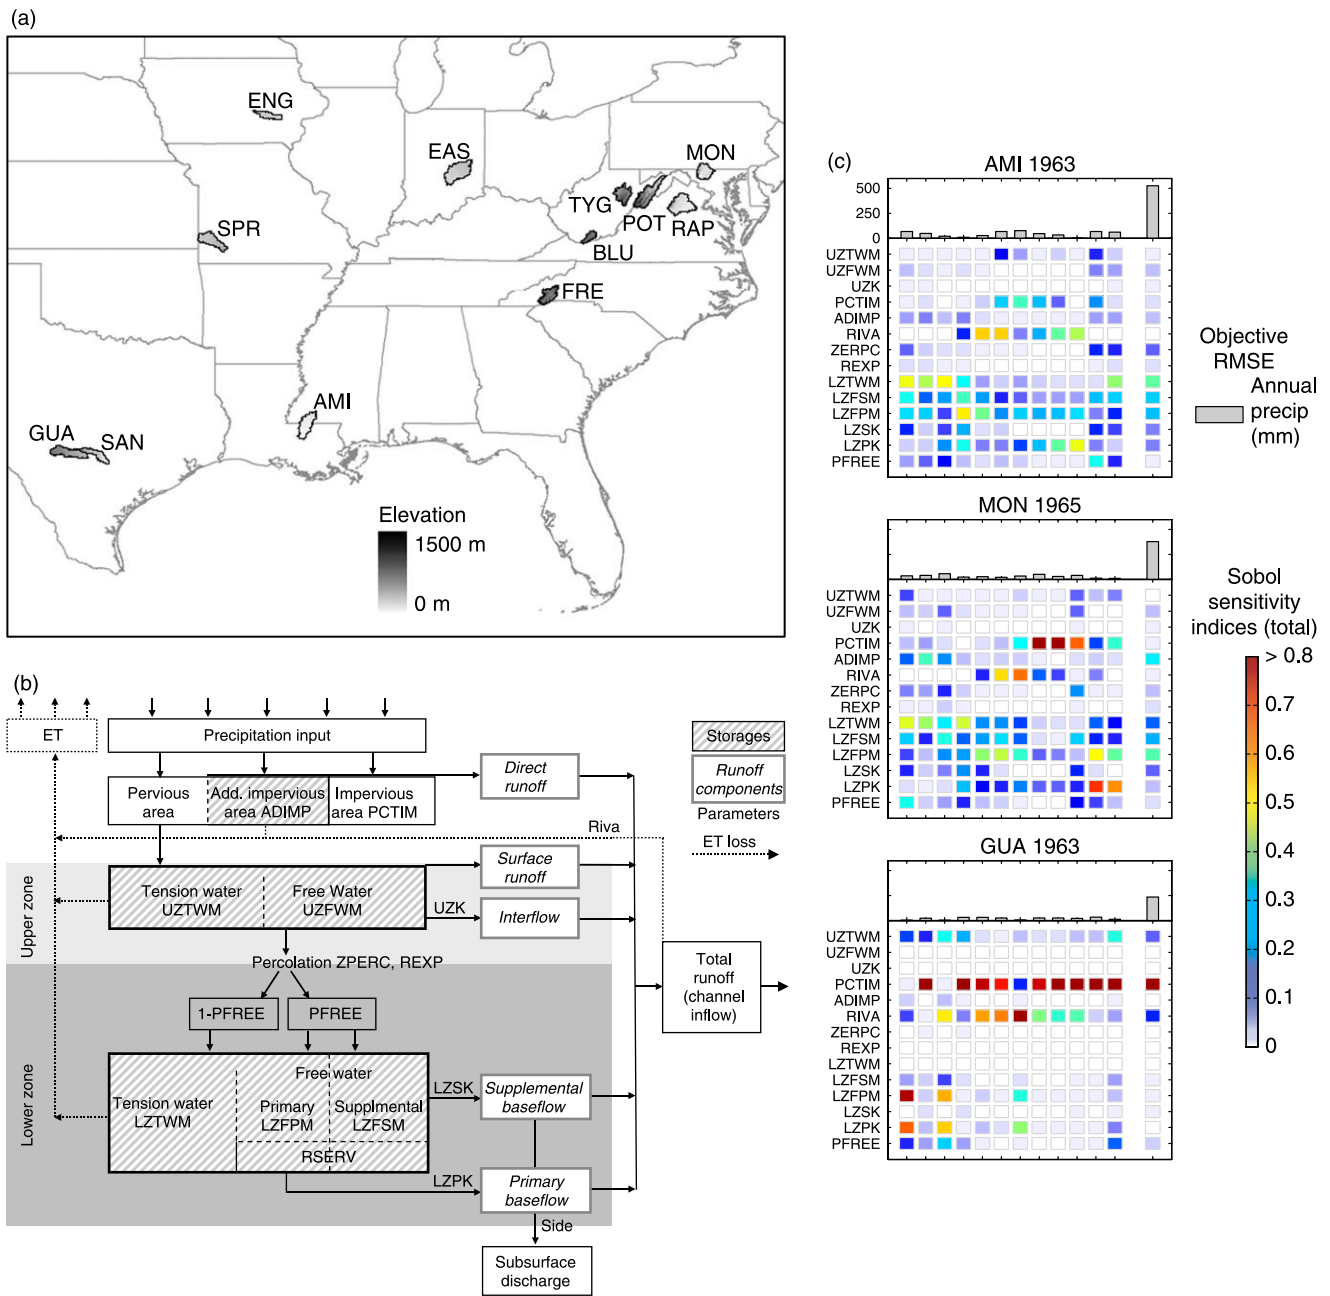 (a)
ENG
EAS
MON
TYG
POT
RAP
SPR
BLU
FRE
AMI
GUA
SAN
Elevation
1500 m
0 m
(b)
ET
Precipitation input
Pervious
area
Add. impervious
area ADIMP
Impervious
area PCTIM
Direct
runoff
Riva
Storages
Runoff
components
Parameters
ET loss
Upper zone
Tension water
UZTWM
Free Water
UZFWM
Surface
runoff
UZK
Interflow
Percolation ZPERC, REXP
1-PFREE
PFREE
Total
runoff
(channel
inflow)
Lower zone
Free water
Tension water
LZTWM
Primary
LZFPM
Supplmental
LZFSM
RSERV
LZSK
Supplemental
baseflow
LZPK
Primary
baseflow
Side
Subsurface
discharge
(c)
AMI 1963
500
250
0
UZTWM
UZFWM
UZK
PCTIM
ADIMP
RIVA
ZERPC
REXP
LZTWM
LZFSM
LZFPM
LZSK
LZPK
PFREE
MON 1965
UZTWM
UZFWM
UZK
PCTIM
ADIMP
RIVA
ZERPC
REXP
LZTWM
LZFSM
LZFPM
LZSK
LZPK
PFREE
GUA 1963
UZTWM
UZFWM
UZK
PCTIM
ADIMP
RIVA
ZERPC
REXP
LZTWM
LZFSM
LZFPM
LZSK
LZPK
PFREE
Objective
RMSE
Annual
precip
(mm)
Sobol
sensitivity
indices (total)
> 0.8
0.7
0.6
0.5
0.4
0.3
0.2
0.1
0